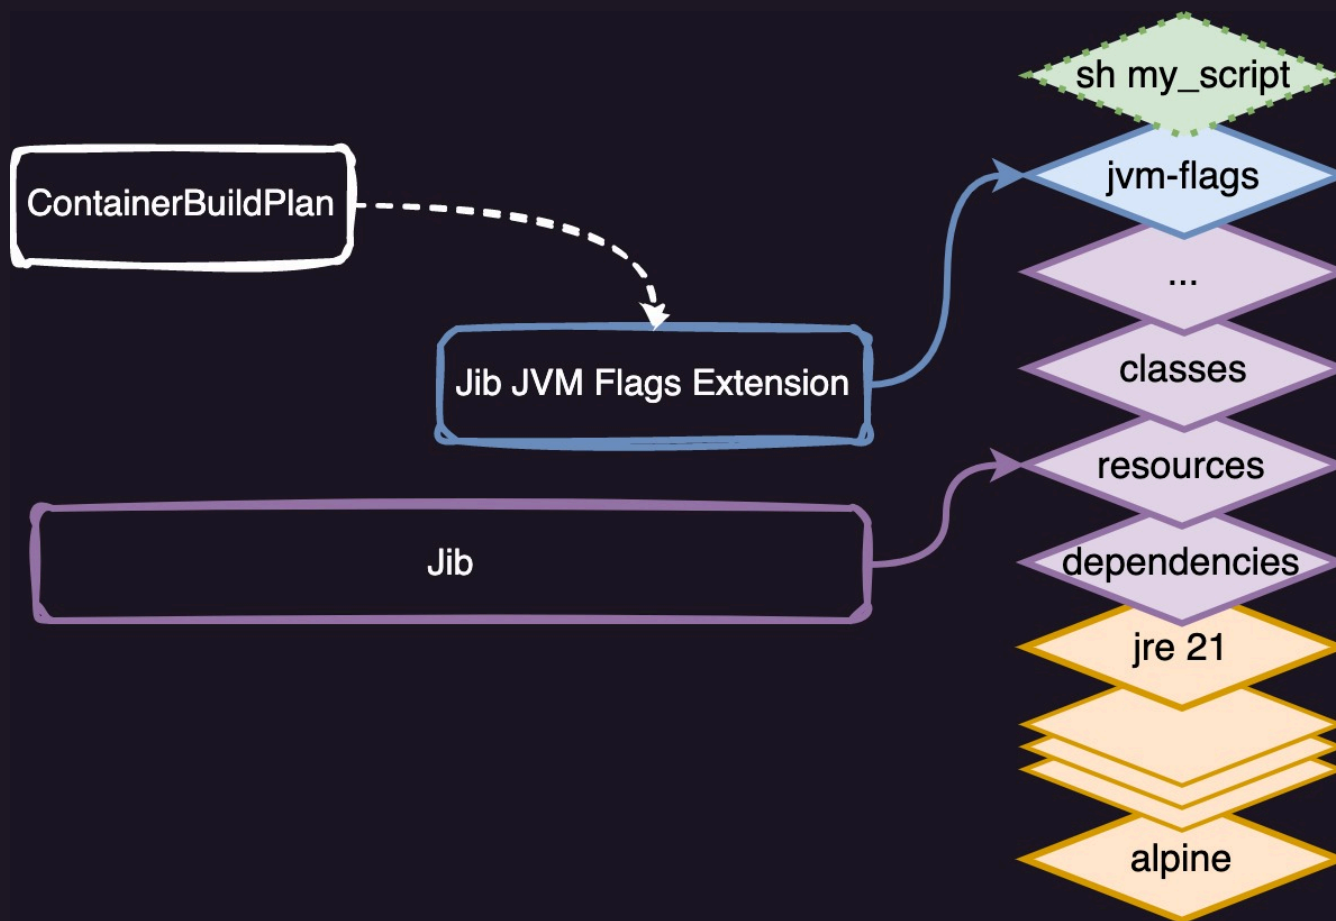 sh my_script
jvm-flags
ContainerBuildPlan
...
classes
Jib JVM Flags Extension
resources
Jib
dependencies
jre 21
alpine